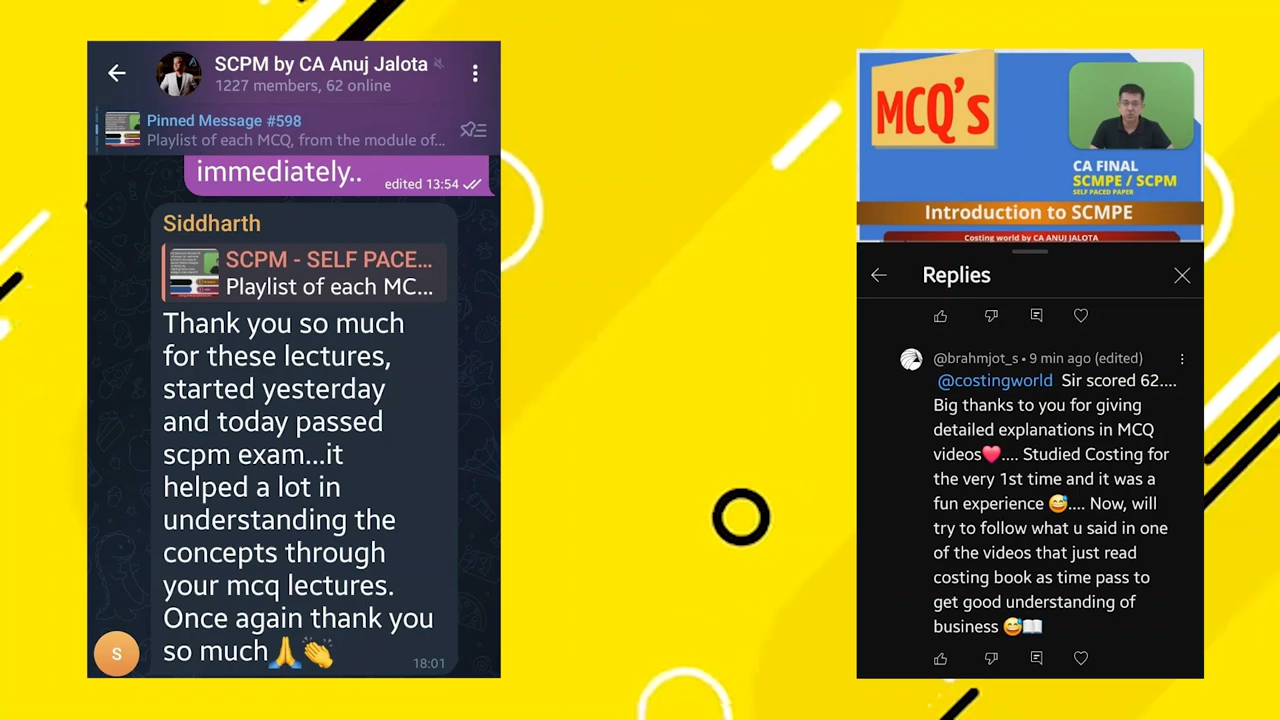 SCPM by CA Anuj Jalota
1227 members, 62 online
Pinned Message #598
Playlist of each MCQ, from the module of...
immediately..
edited 13:54
Siddharth
SCPM - SELF PACE...
Playlist of each MC...
Thank you so much
for these lectures,
started yesterday
and today passed
scpm exam...it
helped a lot in
understanding the
concepts through
your mcq lectures.
Once again thank you
so much🙏👏
18:01
S
MCQ's
CA FINAL
SCMPE / SCPM
SELF PACED PAPER
Introduction to SCMPE
Costing world by CA ANUJ JALOTA
Replies
@brahmjot_s • 9 min ago (edited)
@costingworld Sir scored 62....
Big thanks to you for giving
detailed explanations in MCQ
videos❤️.... Studied Costing for
the very 1st time and it was a
fun experience 😅.... Now, will
try to follow what u said in one
of the videos that just read
costing book as time pass to
get good understanding of
business 😅📖